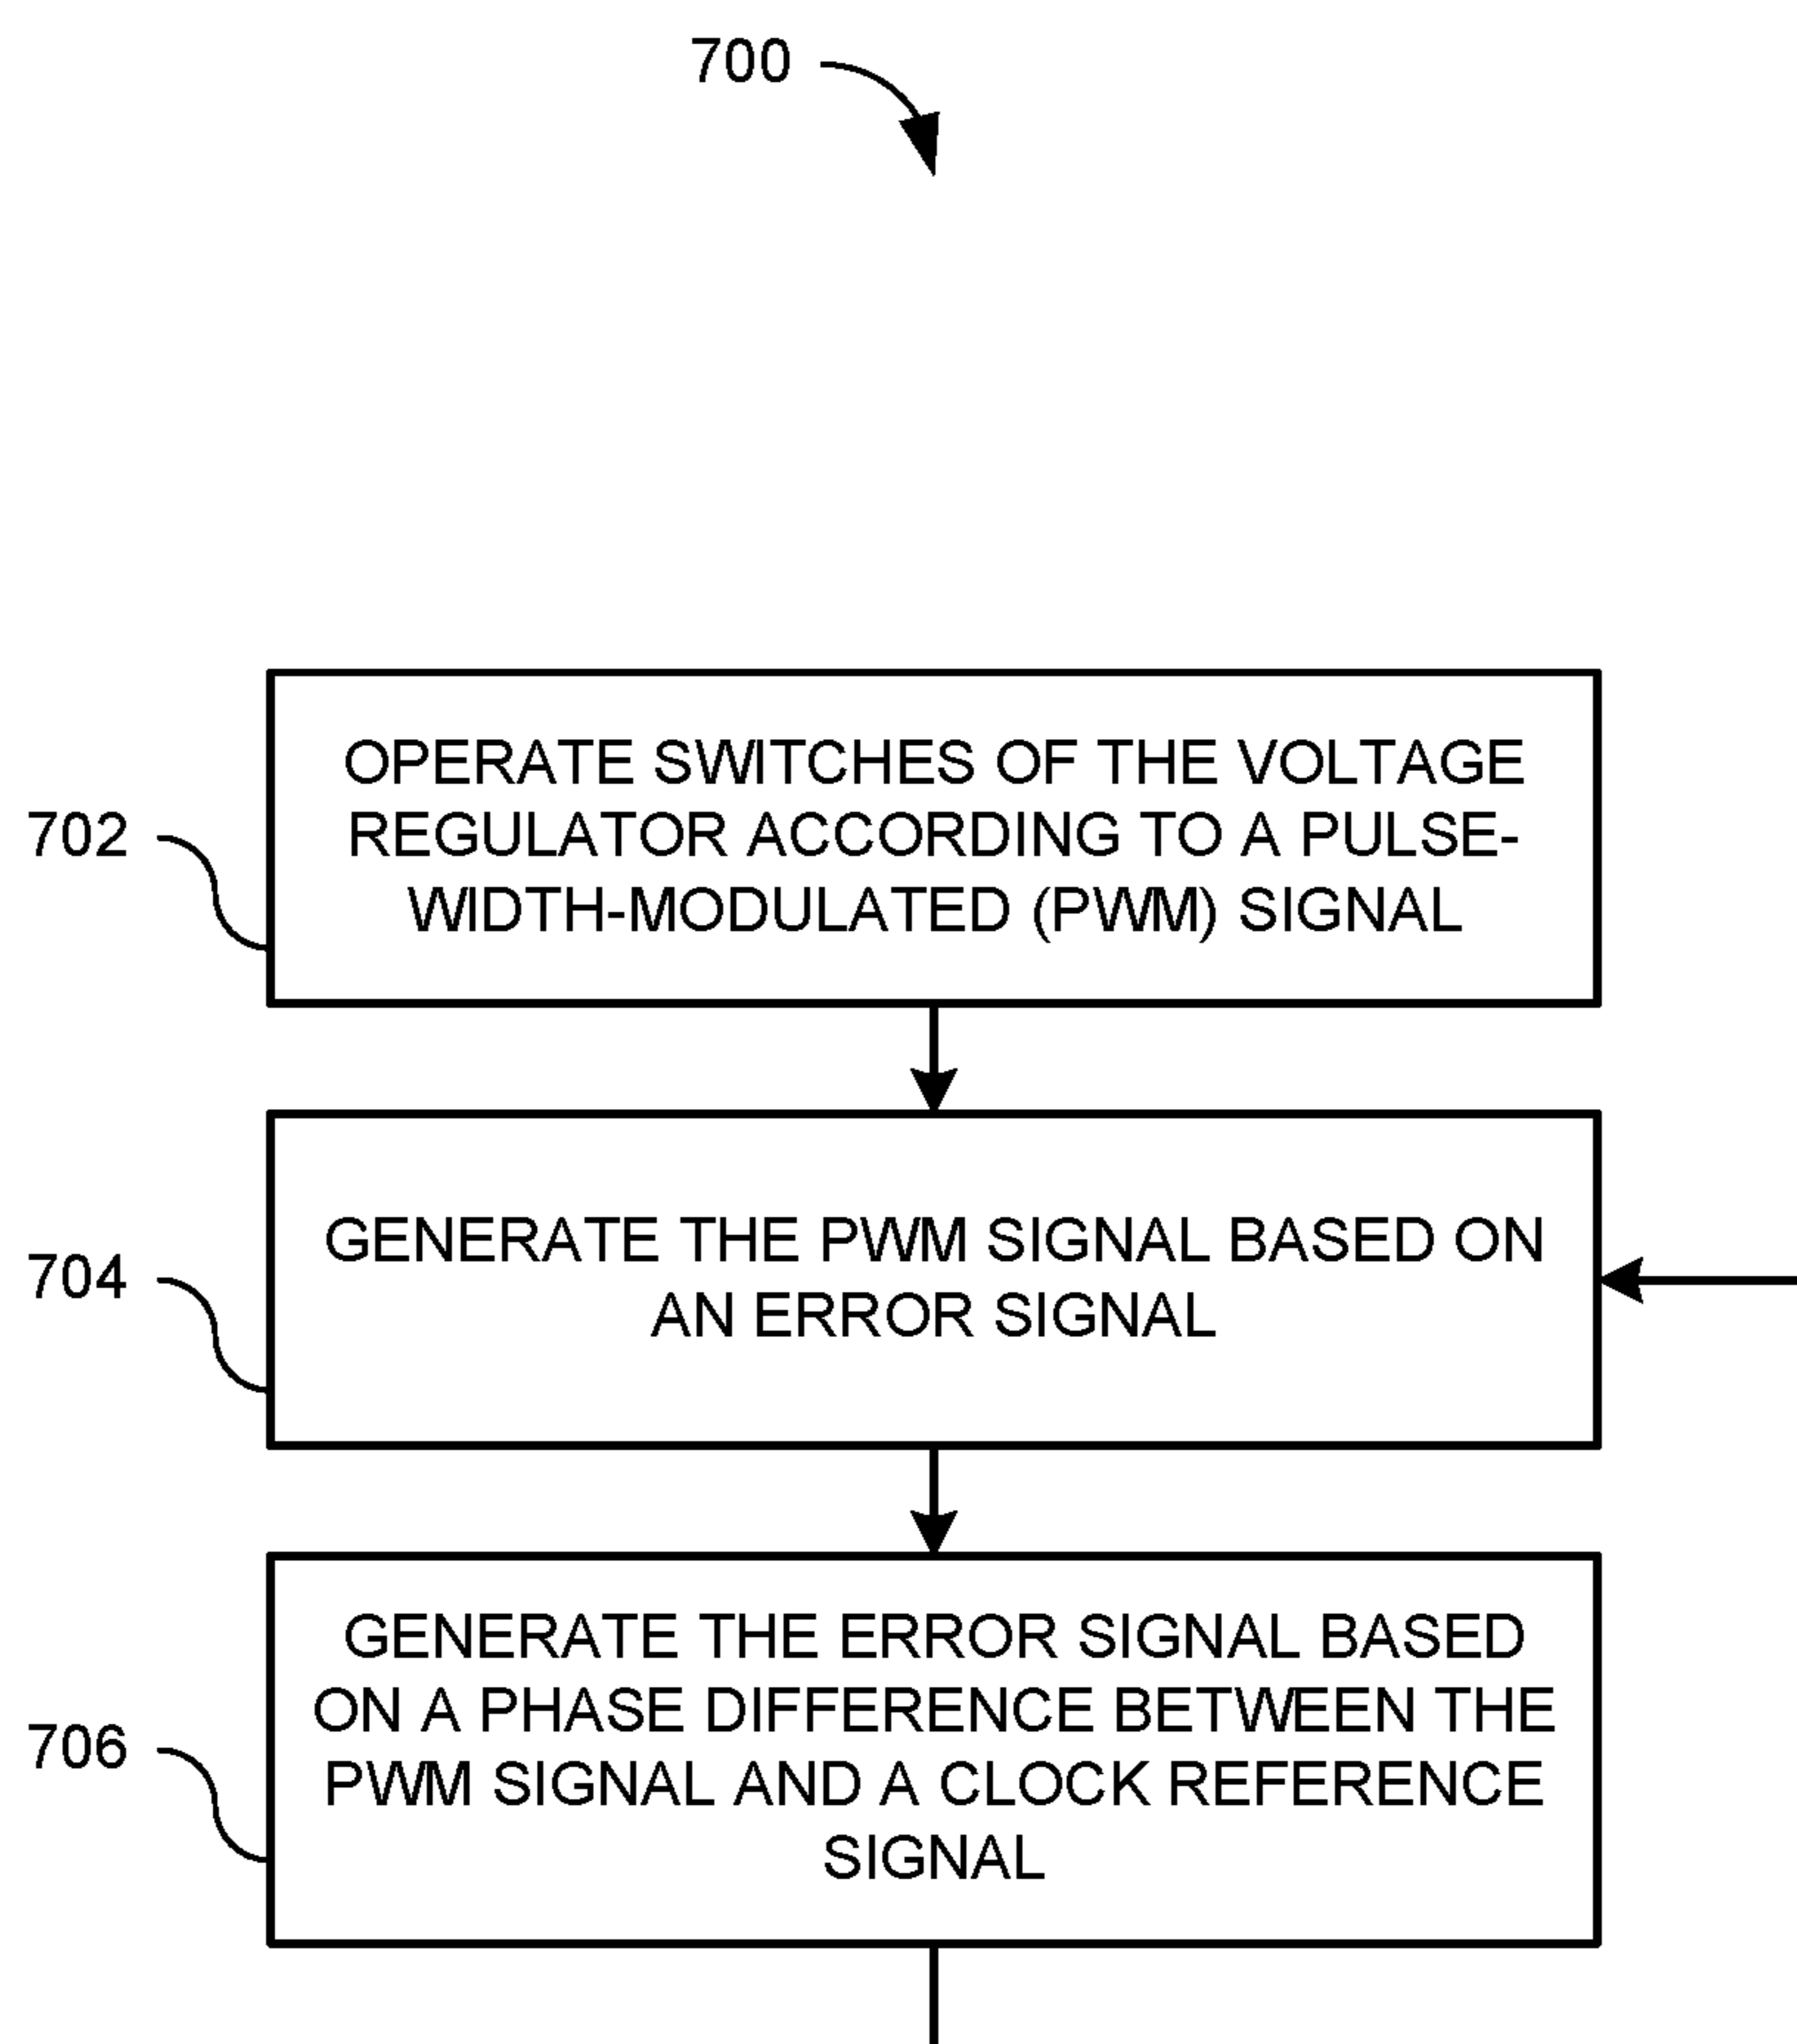 700
OPERATE SWITCHES OF THE VOLTAGE
REGULATOR ACCORDING TO A PULSE-
WIDTH-MODULATED (PWM) SIGNAL
702
GENERATE THE PWM SIGNAL BASED ON
AN ERROR SIGNAL
704
GENERATE THE ERROR SIGNAL BASED
ON A PHASE DIFFERENCE BETWEEN THE
PWM SIGNAL AND A CLOCK REFERENCE
SIGNAL
706